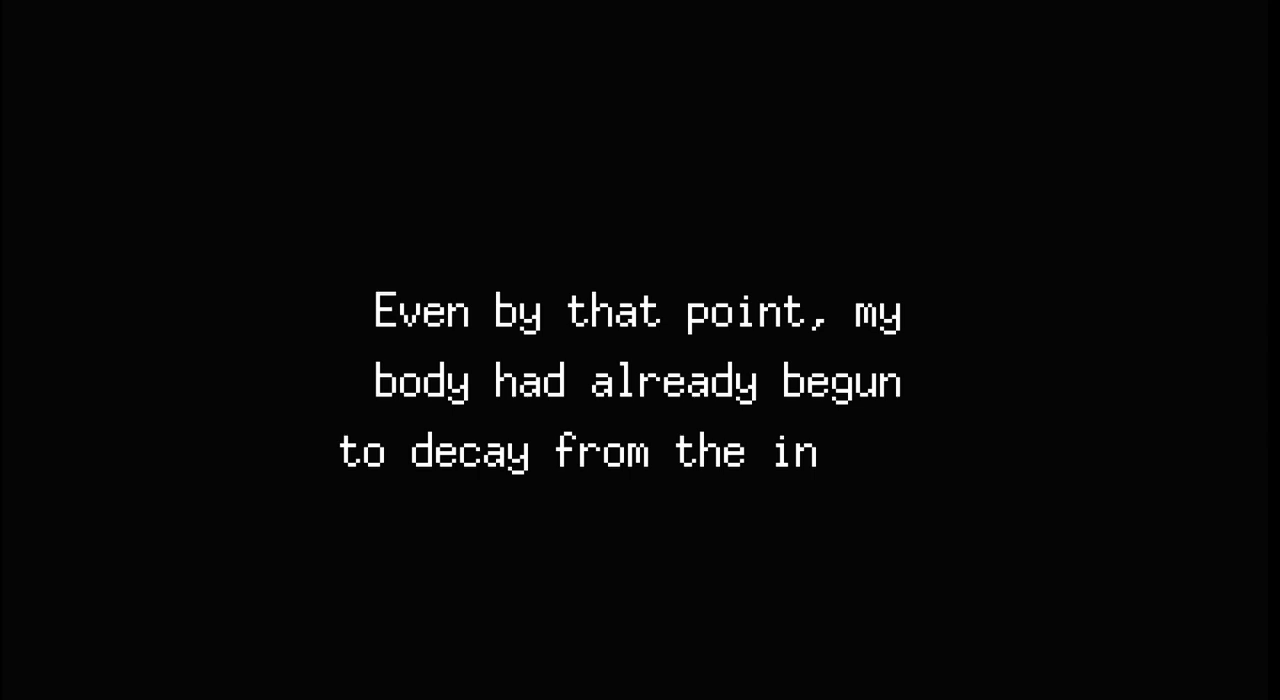 Even by that point, my
body had already begun
to decay from the in